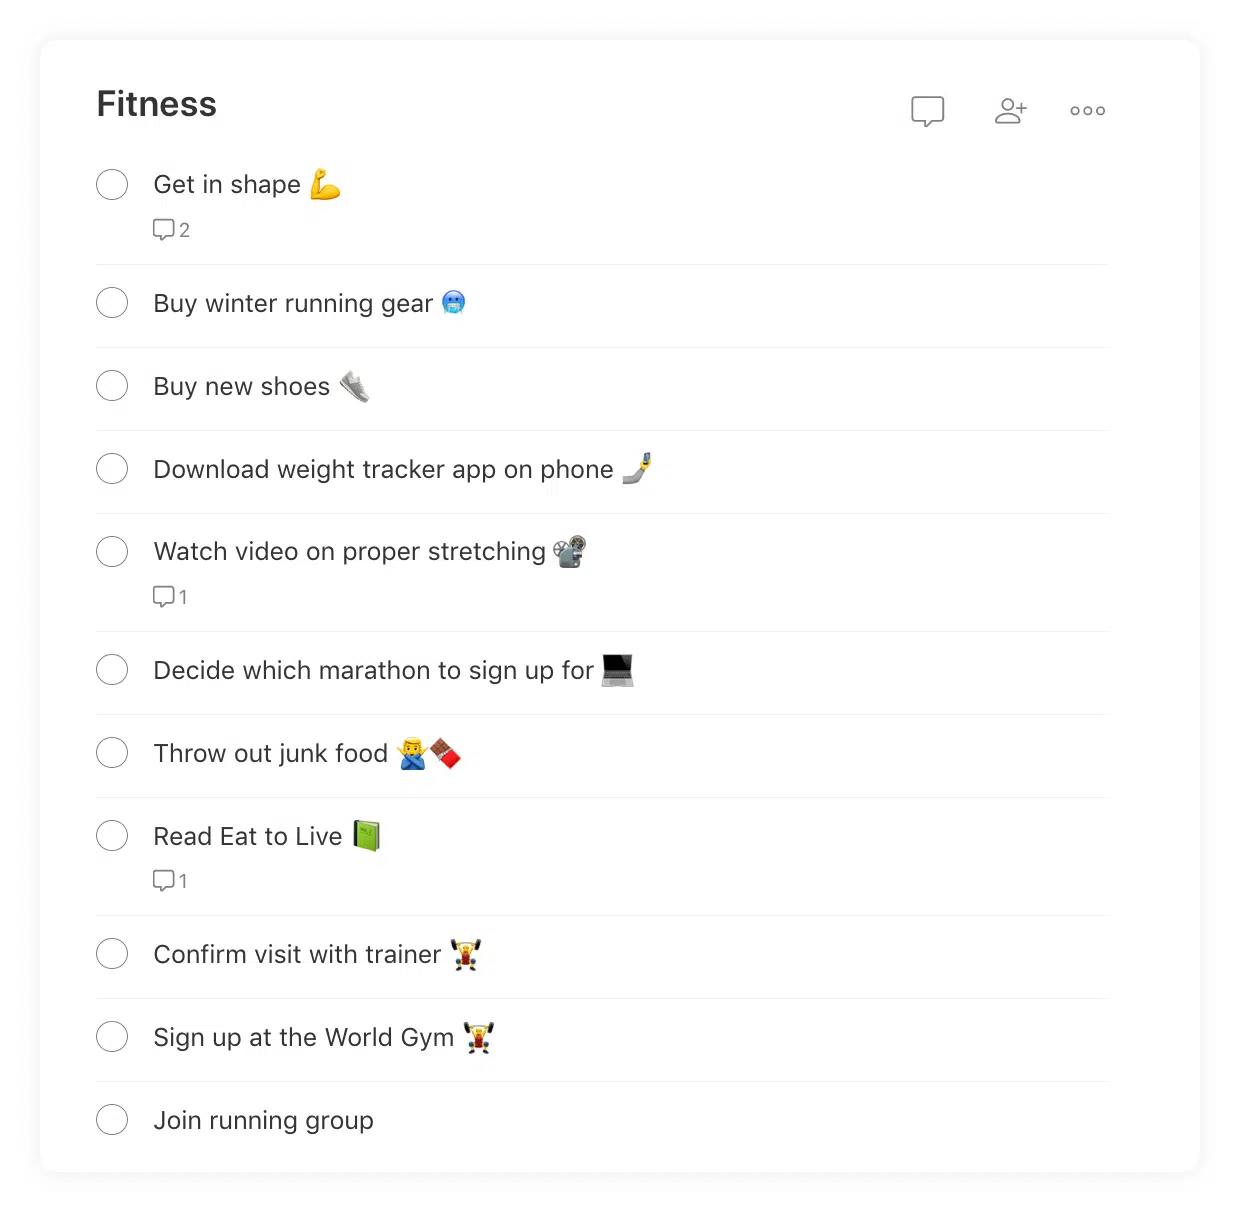 Fitness
Get in shape 💪
2
Buy winter running gear 🥶
Buy new shoes 👟
Download weight tracker app on phone 🤳
Watch video on proper stretching 📽
1
Decide which marathon to sign up for 💻
Throw out junk food 🙅‍♂️🍫
Read Eat to Live 📗
1
Confirm visit with trainer 🏋️
Sign up at the World Gym 🏋️
Join running group